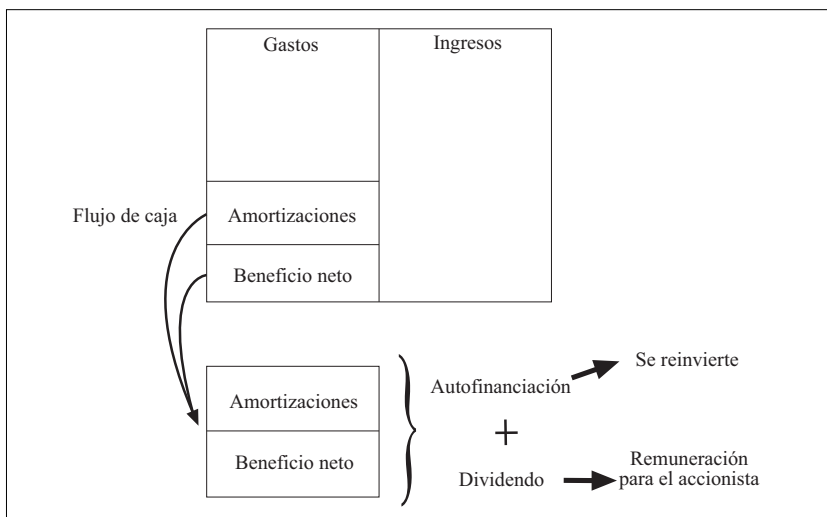 Gastos
Ingresos
Flujo de caja
Amortizaciones
Beneficio neto
Amortizaciones
Beneficio neto
Autofinanciación
+
Dividendo
Se reinvierte
Remuneración
para el accionista